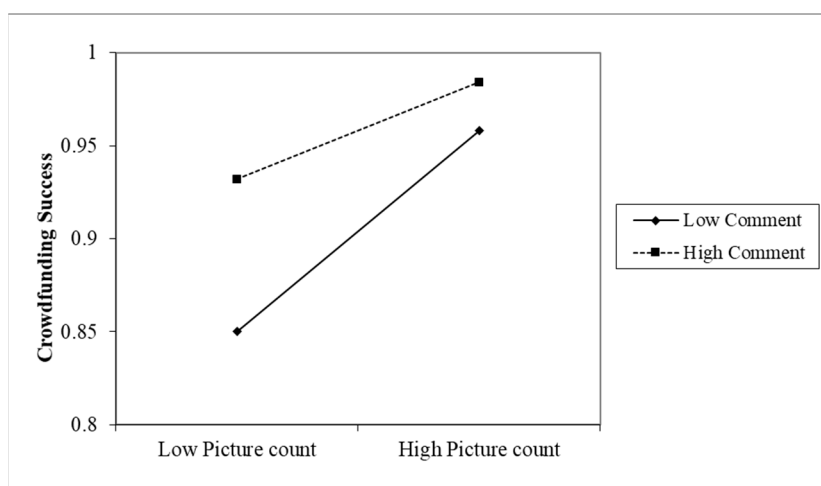 1
0.95
0.9
0.85
0.8
Crowdfunding Success
Low Picture count
High Picture count
Low Comment
High Comment